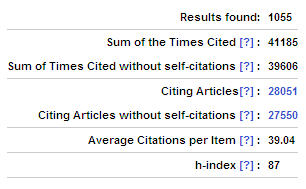 Results found: 1055
Sum of the Times Cited [?] : 41185
Sum of Times Cited without self-citations [?] : 39606
Citing Articles[?] : 28051
Citing Articles without self-citations [?] : 27550
Average Citations per Item [?] : 39.04
h-index [?] : 87